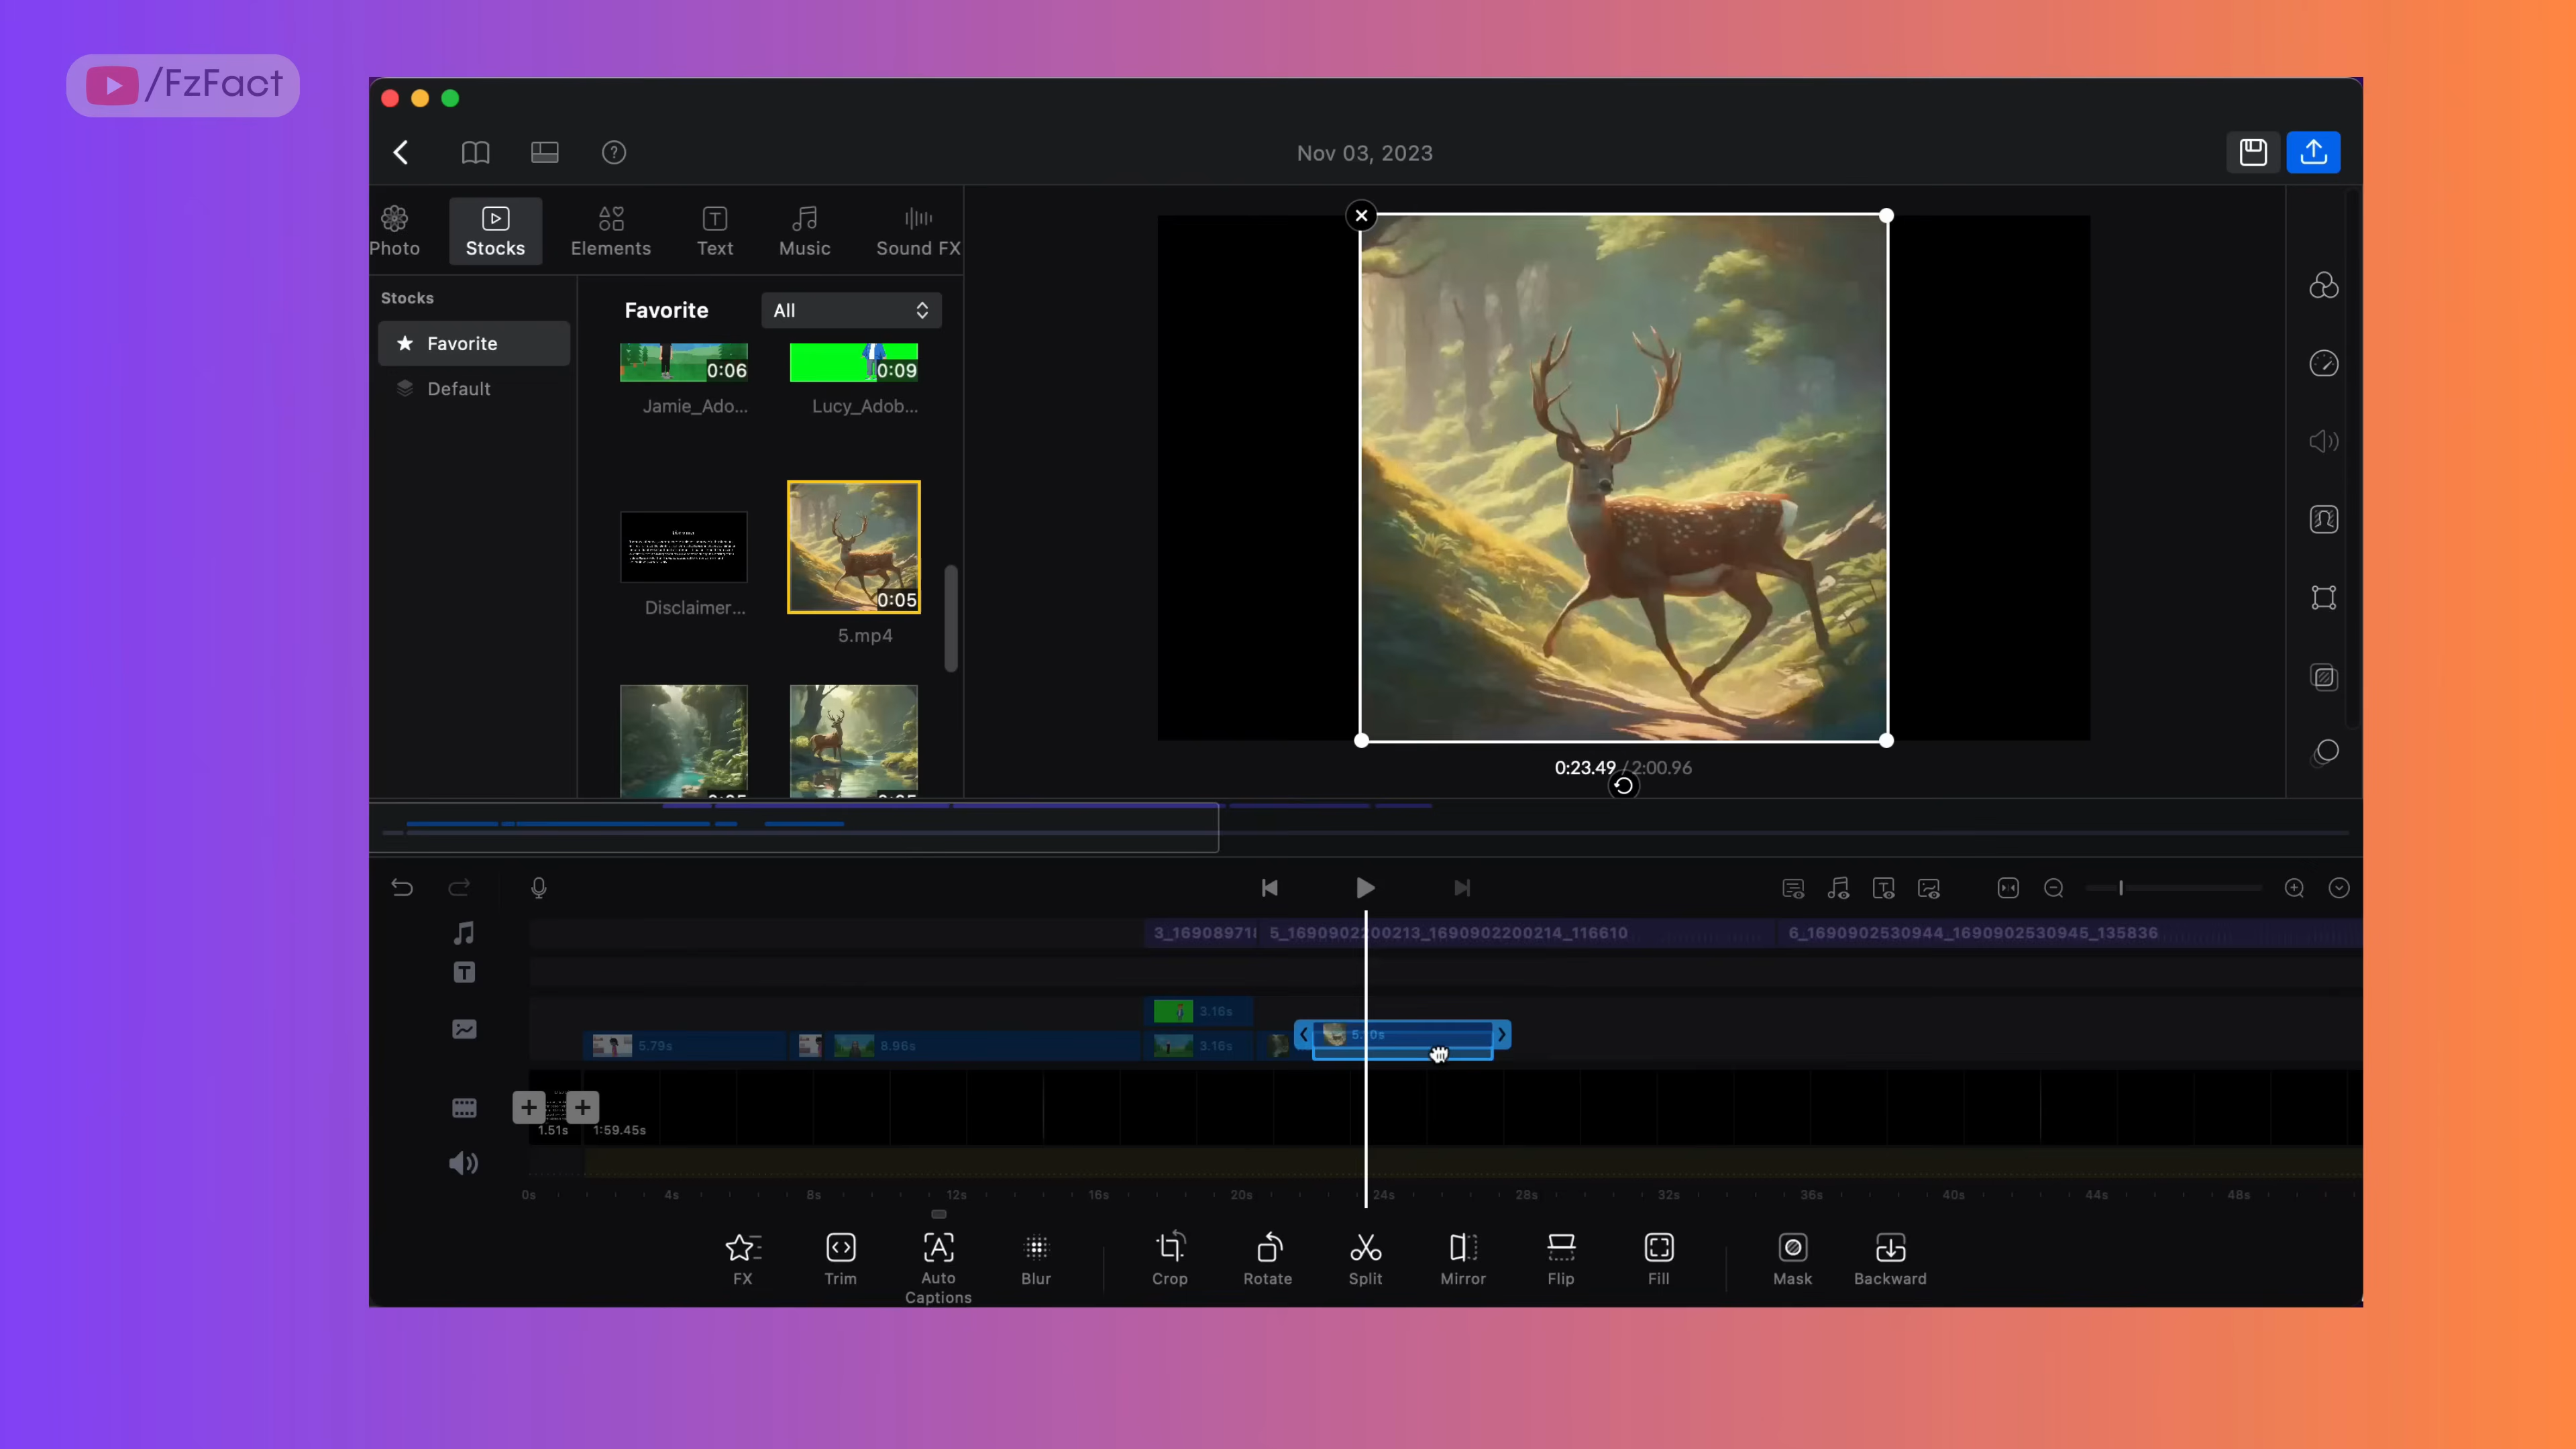 /FzFact
Nov 03, 2023
Photo
Stocks
Elements
Text
Music
Sound FX
Stocks
Favorite
Default
Favorite
All
0:06
0:09
Jamie_Ado...
Lucy_Adob...
0:05
Disclaimer...
5.mp4
0:23.49 / 2:00.96
5_1690902200213_1690902200214_116610
6_1690902530944_1690902530945_135836
3.16s
5.79s
8.96s
3.16s
1.51s
1:59.45s
0s
4s
8s
12s
16s
20s
24s
28s
32s
36s
40s
44s
48s
FX
Trim
Auto
Captions
Blur
Crop
Rotate
Split
Mirror
Flip
Fill
Mask
Backward